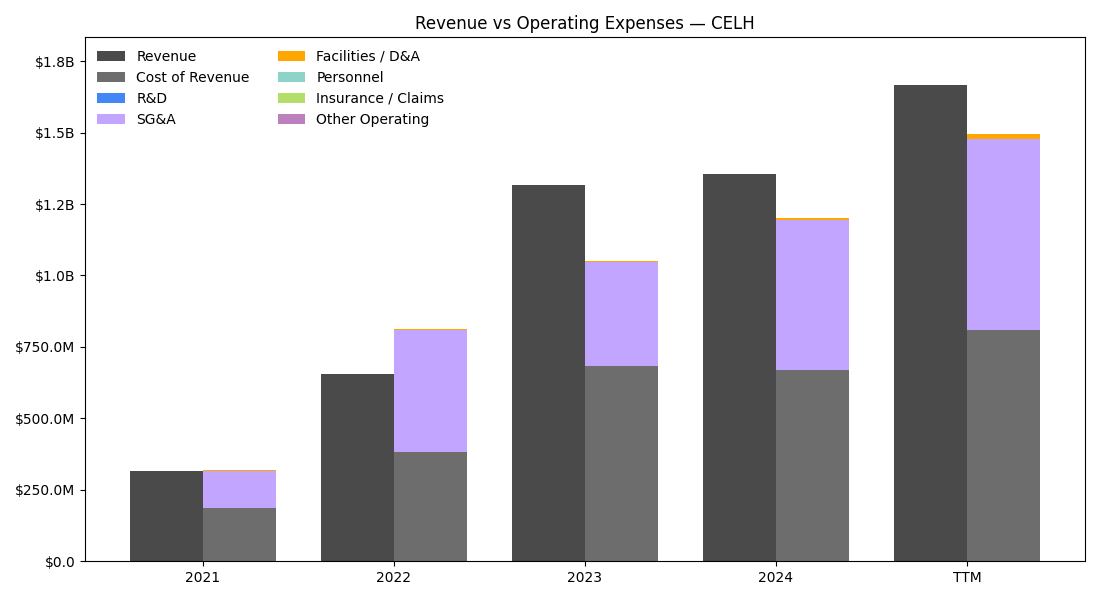 Revenue vs Operating Expenses — CELH
Revenue
Cost of Revenue
R&D
SG&A
Facilities / D&A
Personnel
Insurance / Claims
Other Operating
$1.8B
$1.5B
$1.2B
$1.0B
$750.0M
$500.0M
$250.0M
$0.0
2021 2022 2023 2024 TTM